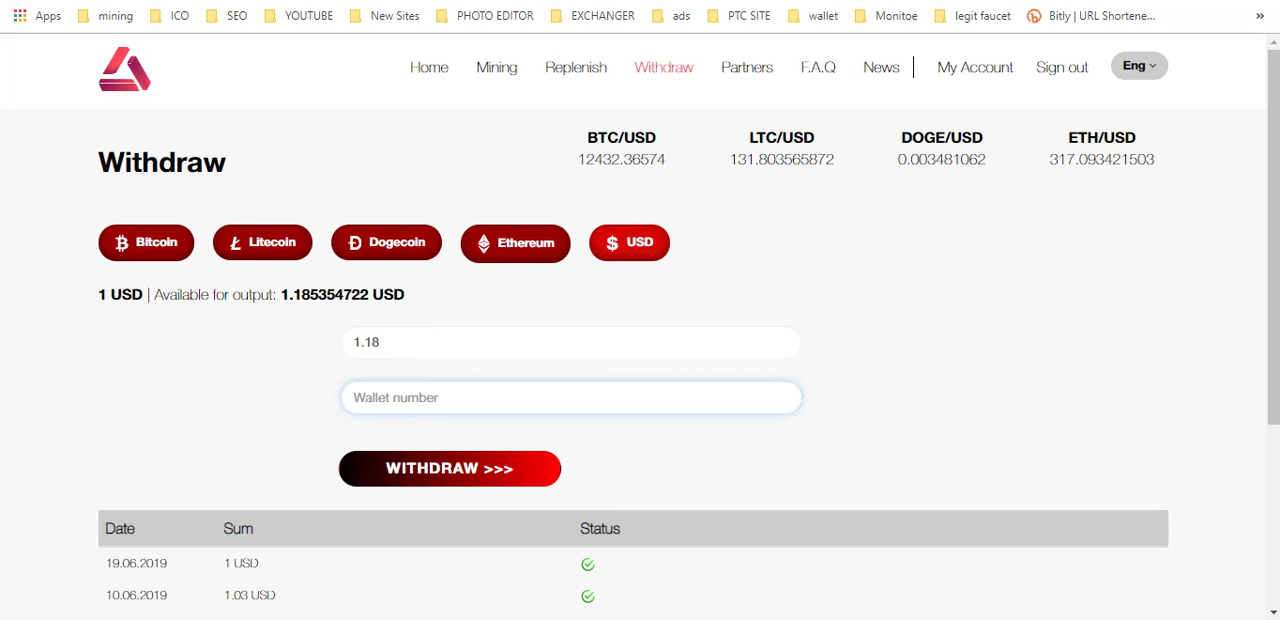 Apps mining ICO SEO YOUTUBE New Sites PHOTO EDITOR EXCHANGER ads PTC SITE wallet Monitoe legit faucet Bitly | URL Shortene... »
Home Mining Replenish Withdraw Partners F.A.Q News My Account Sign out Eng
BTC/USD LTC/USD DOGE/USD ETH/USD
12432.36574 131.803565872 0.003481062 317.093421503
Withdraw
Bitcoin Litecoin Dogecoin Ethereum $ USD
1 USD | Available for output: 1.185354722 USD
1.18
Wallet number
WITHDRAW >>>
Date Sum Status
19.06.2019 1 USD
10.06.2019 1.03 USD